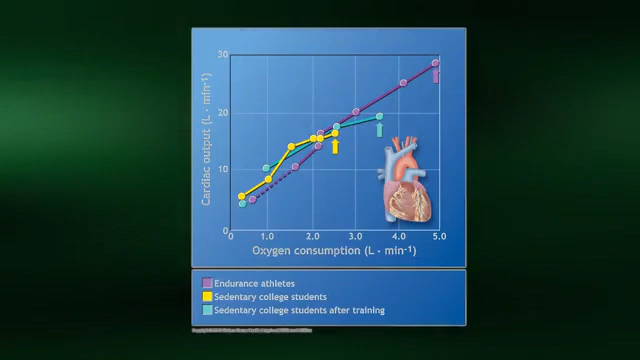 30
20
10
0
Cardiac output (L · min-1)
0 1.0 2.0 3.0 4.0 5.0
Oxygen consumption (L · min-1)
Endurance athletes
Sedentary college students
Sedentary college students after training